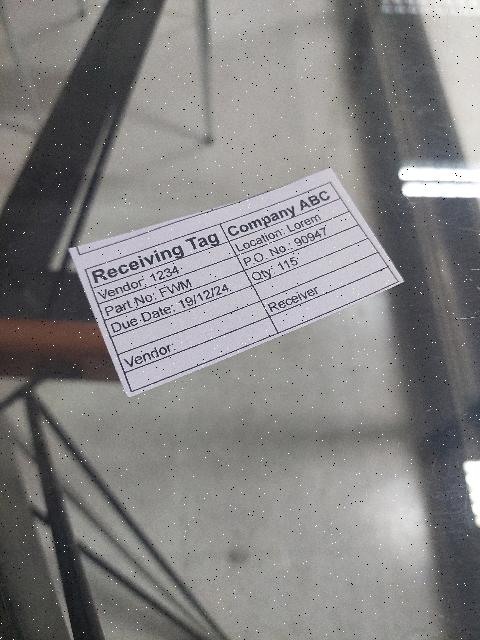 Receiving Tag Company ABC
Vendor: 1234 Location: Lorem
Part.No: FWM P.O. No.: 90947
Due Date: 19/12/24 Qty: 115
Vendor: Receiver